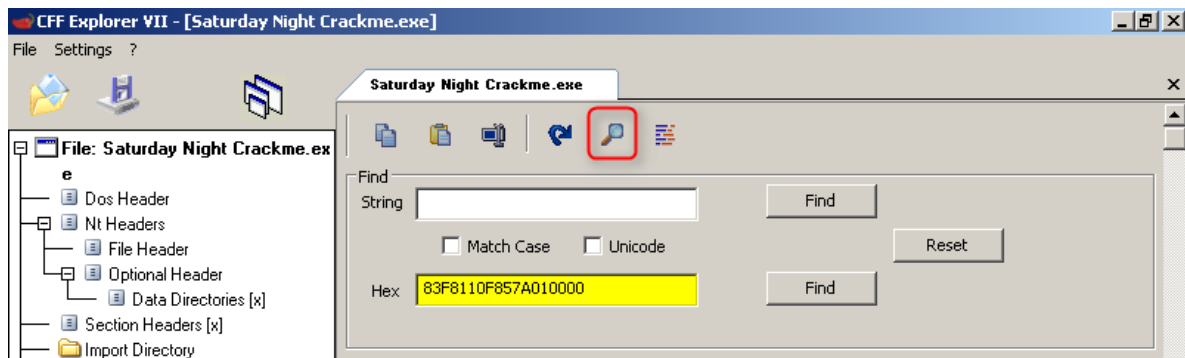 CFF Explorer VII - [Saturday Night Crackme.exe]
File Settings ?
Saturday Night Crackme.exe
File: Saturday Night Crackme.ex
e
Dos Header
Nt Headers
File Header
Optional Header
Data Directories [x]
Section Headers [x]
Import Directory
Find
String
Find
Match Case
Unicode
Reset
Hex
83F8110F857A010000
Find